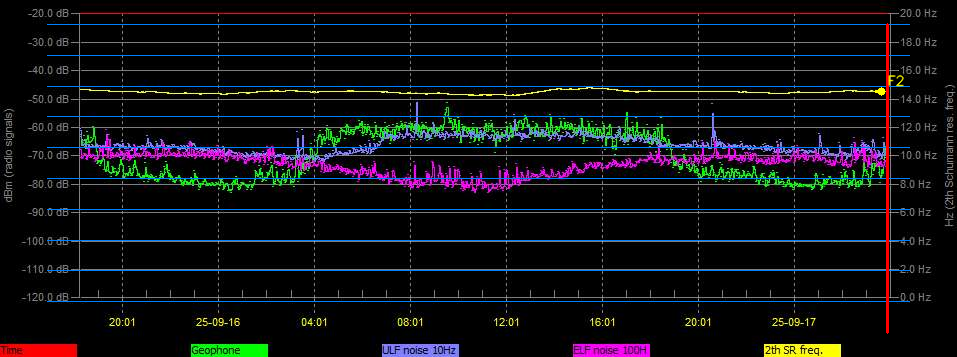 -20.0 dB 20.0 Hz
-30.0 dB 18.0 Hz
-40.0 dB 16.0 Hz
F2
-50.0 dB 14.0 Hz
-60.0 dB 12.0 Hz
-70.0 dB 10.0 Hz
-80.0 dB 8.0 Hz
-90.0 dB 6.0 Hz
-100.0 dB 4.0 Hz
-110.0 dB 2.0 Hz
-120.0 dB 0.0 Hz
dBm (radio signals)
Hz (2th Schumann res. freq.)
20:01 25-09-16 04:01 08:01 12:01 16:01 20:01 25-09-17
Time Geophone ULF noise 10Hz ELF noise 100H 2th SR freq.